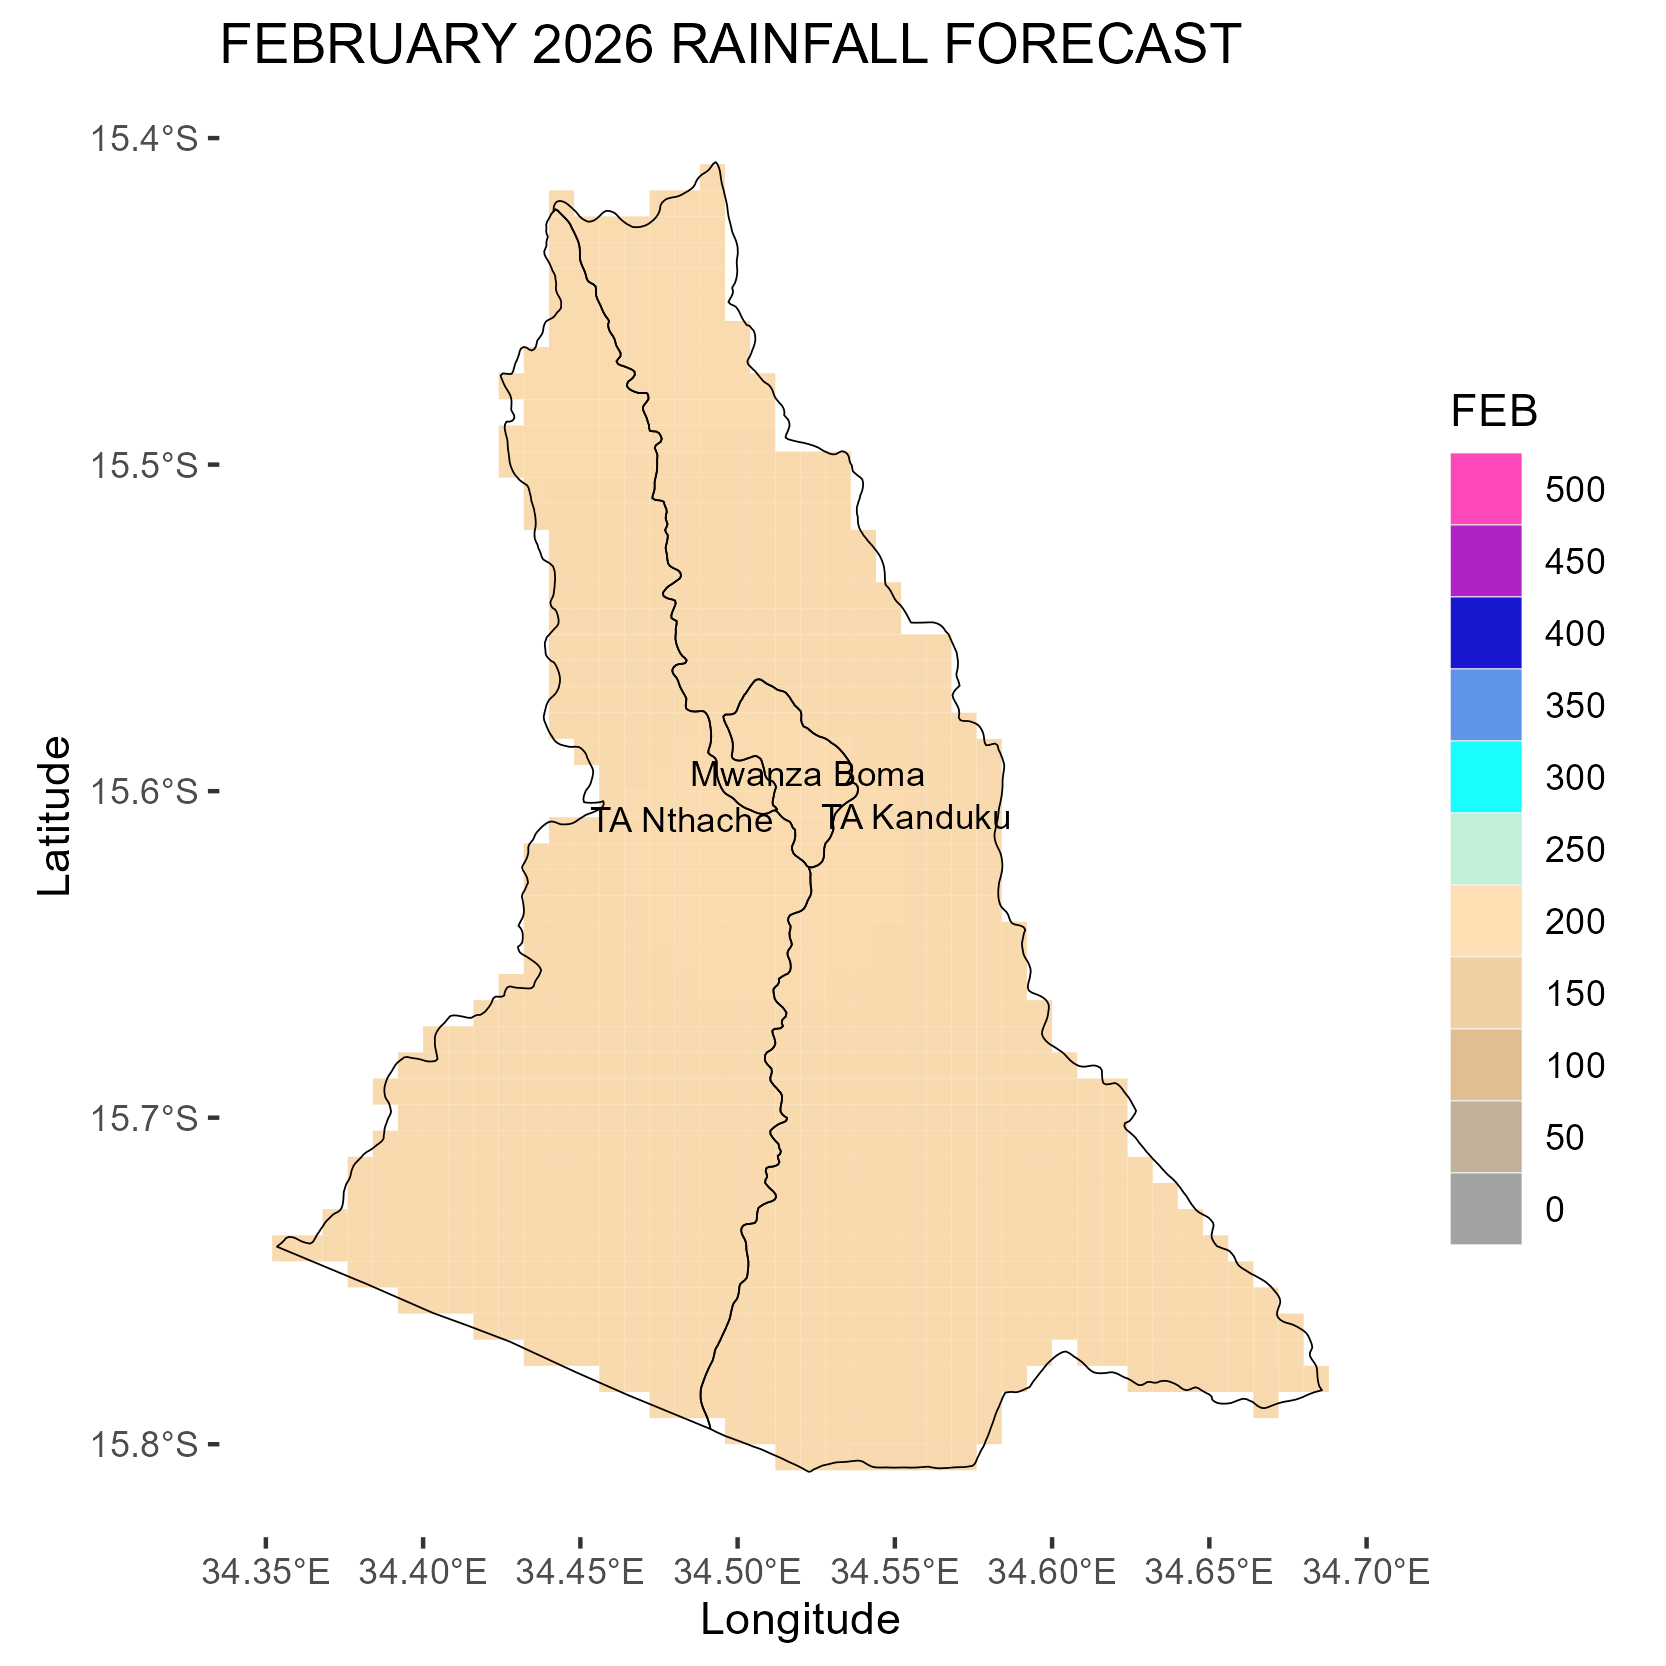 FEBRUARY 2026 RAINFALL FORECAST
15.4°S
15.5°S
15.6°S
15.7°S
15.8°S
Latitude
Mwanza Boma
TA Nthache
TA Kanduku
34.35°E
34.40°E
34.45°E
34.50°E
34.55°E
34.60°E
34.65°E
34.70°E
Longitude
FEB
500
450
400
350
300
250
200
150
100
50
0